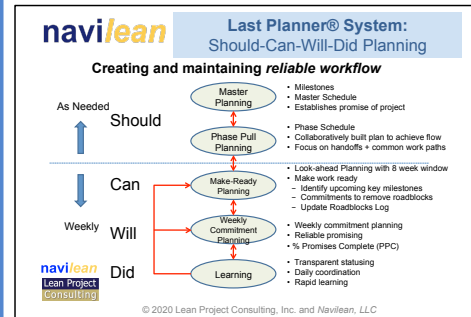 navilean
Last Planner® System:
Should-Can-Will-Did Planning
Creating and maintaining reliable workflow
As Needed
Should
Master
Planning
• Milestones
• Master Schedule
• Establishes promise of project
Phase Pull
Planning
• Phase Schedule
• Collaboratively built plan to achieve flow
• Focus on handoffs + common work paths
Can
Make-Ready
Planning
• Look-ahead Planning with 8 week window
• Make work ready
– Identify upcoming key milestones
– Commitments to remove roadblocks
– Update Roadblocks Log
Weekly
Will
Weekly
Commitment
Planning
• Weekly commitment planning
• Reliable promising
• % Promises Complete (PPC)
Did
Learning
• Transparent statusing
• Daily coordination
• Rapid learning
navilean
Lean Project
Consulting
© 2020 Lean Project Consulting, Inc. and Navilean, LLC